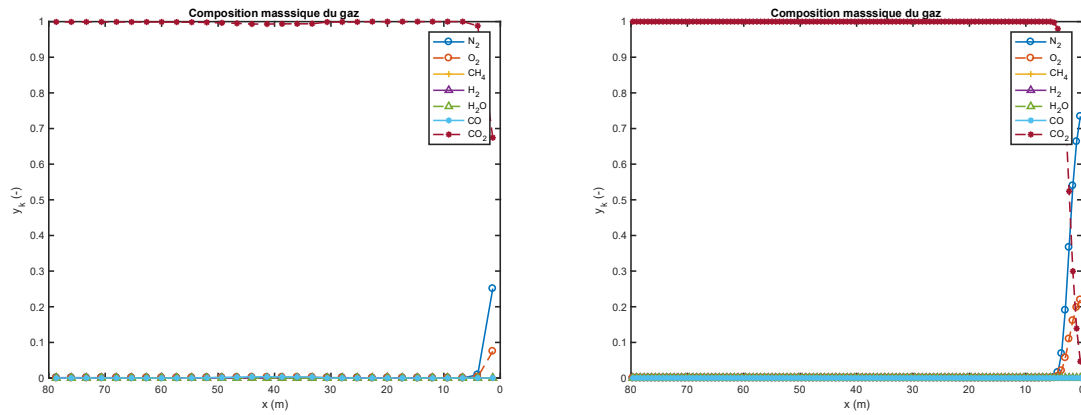 Composition masssique du gaz
1
0.9
0.8
0.7
0.6
0.5
0.4
0.3
0.2
0.1
0
y_k (-)
80 70 60 50 40 30 20 10 0
x (m)
N_2
O_2
CH_4
H_2
H_2O
CO
CO_2
Composition masssique du gaz
1
0.9
0.8
0.7
0.6
0.5
0.4
0.3
0.2
0.1
0
y_k (-)
80 70 60 50 40 30 20 10 0
x (m)
N_2
O_2
CH_4
H_2
H_2O
CO
CO_2